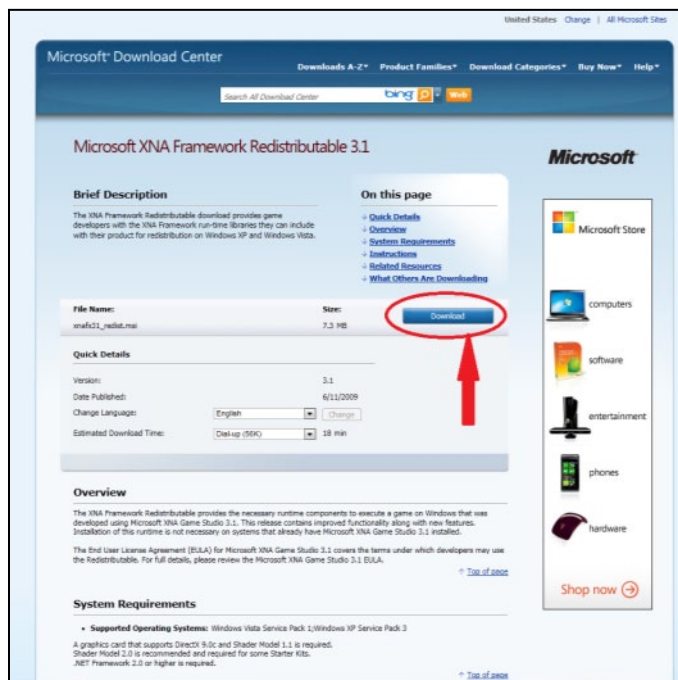 United States Change | All Microsoft Sites
Microsoft® Download Center
Downloads A-Z Product Families Download Categories Buy Now Help
Search All Download Center bing Web
Microsoft XNA Framework Redistributable 3.1
Microsoft
Brief Description
The XNA Framework Redistributable download provides game
developers with the XNA Framework run-time libraries they can include
with their product for redistribution on Windows XP and Windows Vista.
On this page
Quick Details
Overview
System Requirements
Instructions
Related Resources
What Others Are Downloading
Microsoft Store
computers
software
entertainment
phones
hardware
Shop now
File Name: Size:
xnafx31_redist.msi 7.3 MB
Download
Quick Details
Version: 3.1
Date Published: 6/11/2009
Change Language: English Change
Estimated Download Time: Dial-up (56K) 18 min
Overview
The XNA Framework Redistributable provides the necessary runtime components to execute a game on Windows that was
developed using Microsoft XNA Game Studio 3.1. This release contains improved functionality along with new features.
Installation of this runtime is not necessary on systems that already have Microsoft XNA Game Studio 3.1 installed.
The End User License Agreement (EULA) for Microsoft XNA Game Studio 3.1 covers the terms under which developers may use
the Redistributable. For full details, please review the Microsoft XNA Game Studio 3.1 EULA.
Top of page
System Requirements
• Supported Operating Systems: Windows Vista Service Pack 1;Windows XP Service Pack 3
A graphics card that supports DirectX 9.0c and Shader Model 1.1 is required.
Shader Model 2.0 is recommended and required for some Starter Kits.
.NET Framework 2.0 or higher is required.
Top of page